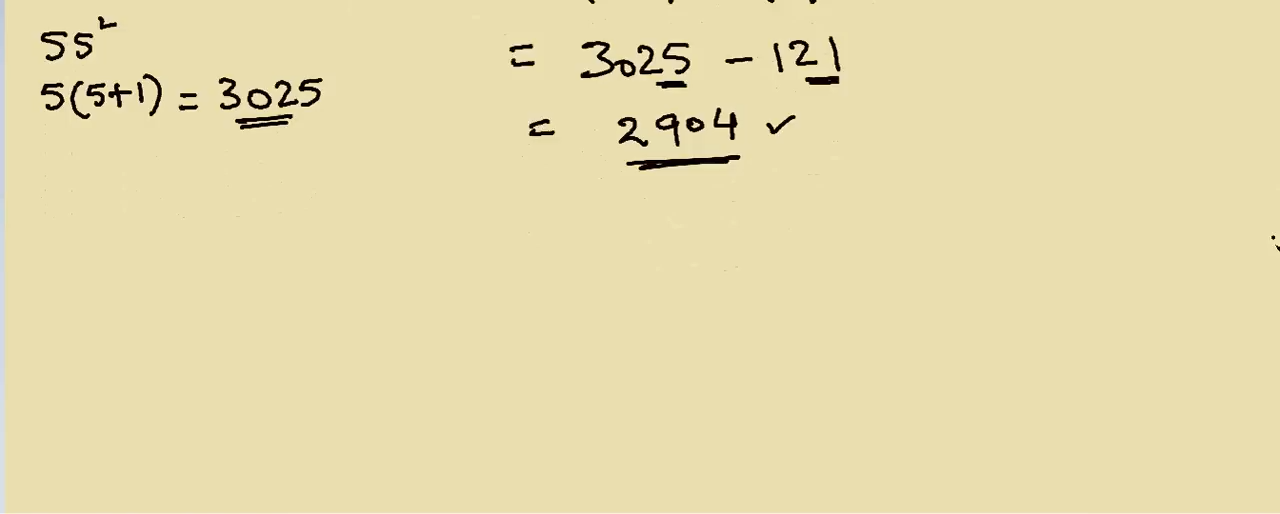 55²
5(5+1) = 3025
= 3025 - 121
= 2904 ✓